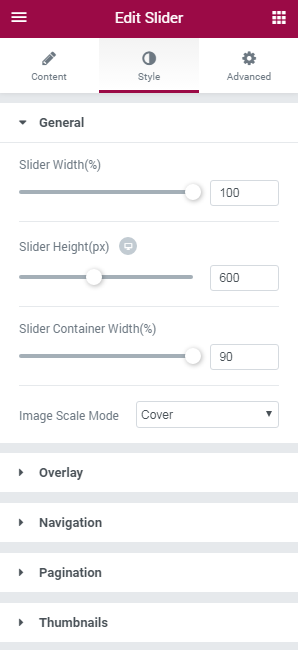 Edit Slider
Content Style Advanced
General
Slider Width(%)
100
Slider Height(px)
600
Slider Container Width(%)
90
Image Scale Mode Cover
Overlay
Navigation
Pagination
Thumbnails